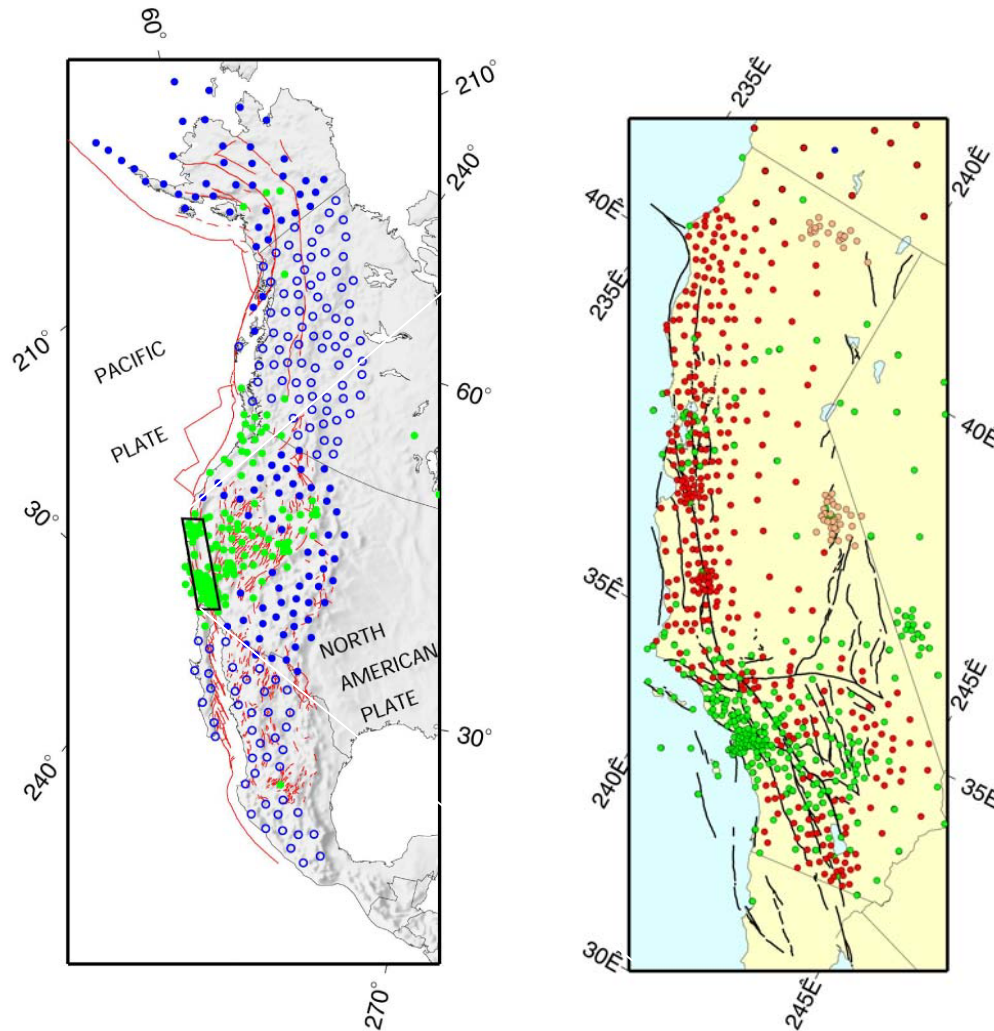 60
210°
240°
210°
PACIFIC
PLATE
60°
30°
NORTH
AMERICAN
PLATE
30°
240°
270°
235Ê
240Ê
40Ê
235Ê
40Ê
35Ê
245Ê
240Ê
35Ê
30Ê
245Ê